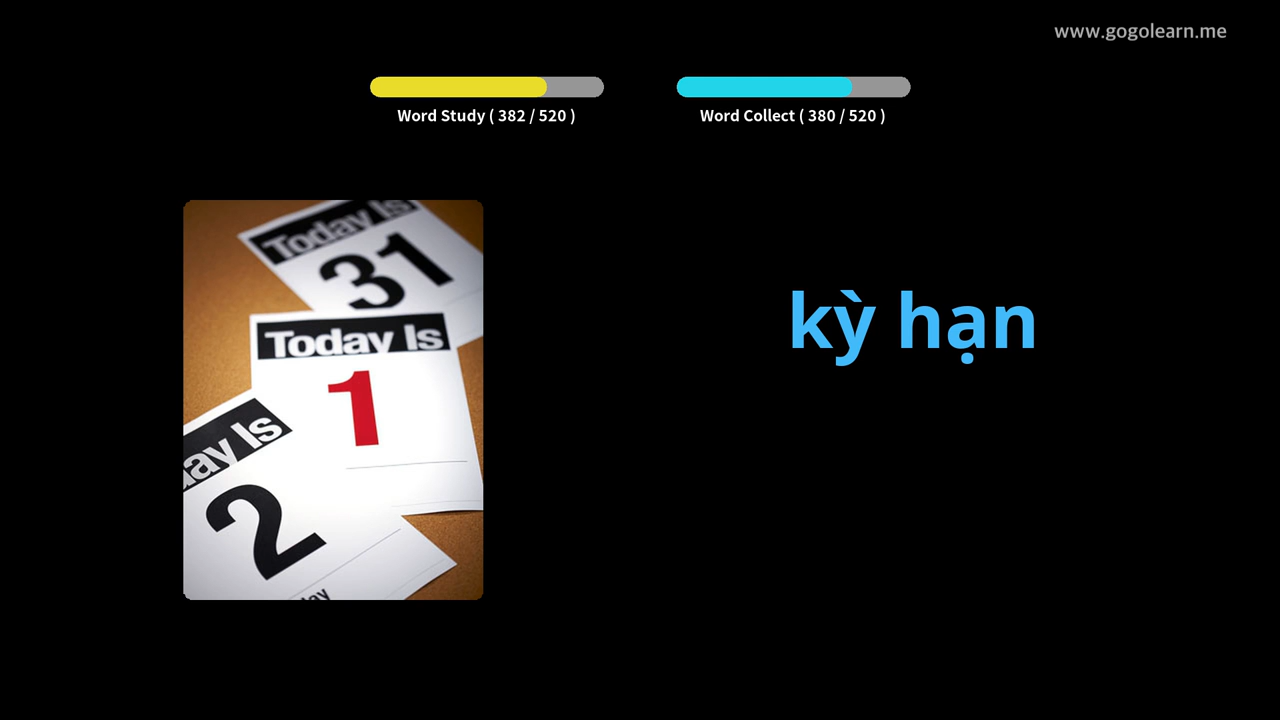 www.gogolearn.me
Word Study ( 382 / 520 )
Word Collect ( 380 / 520 )
Today Is
31
Today Is
1
ay Is
2
day
kỳ hạn